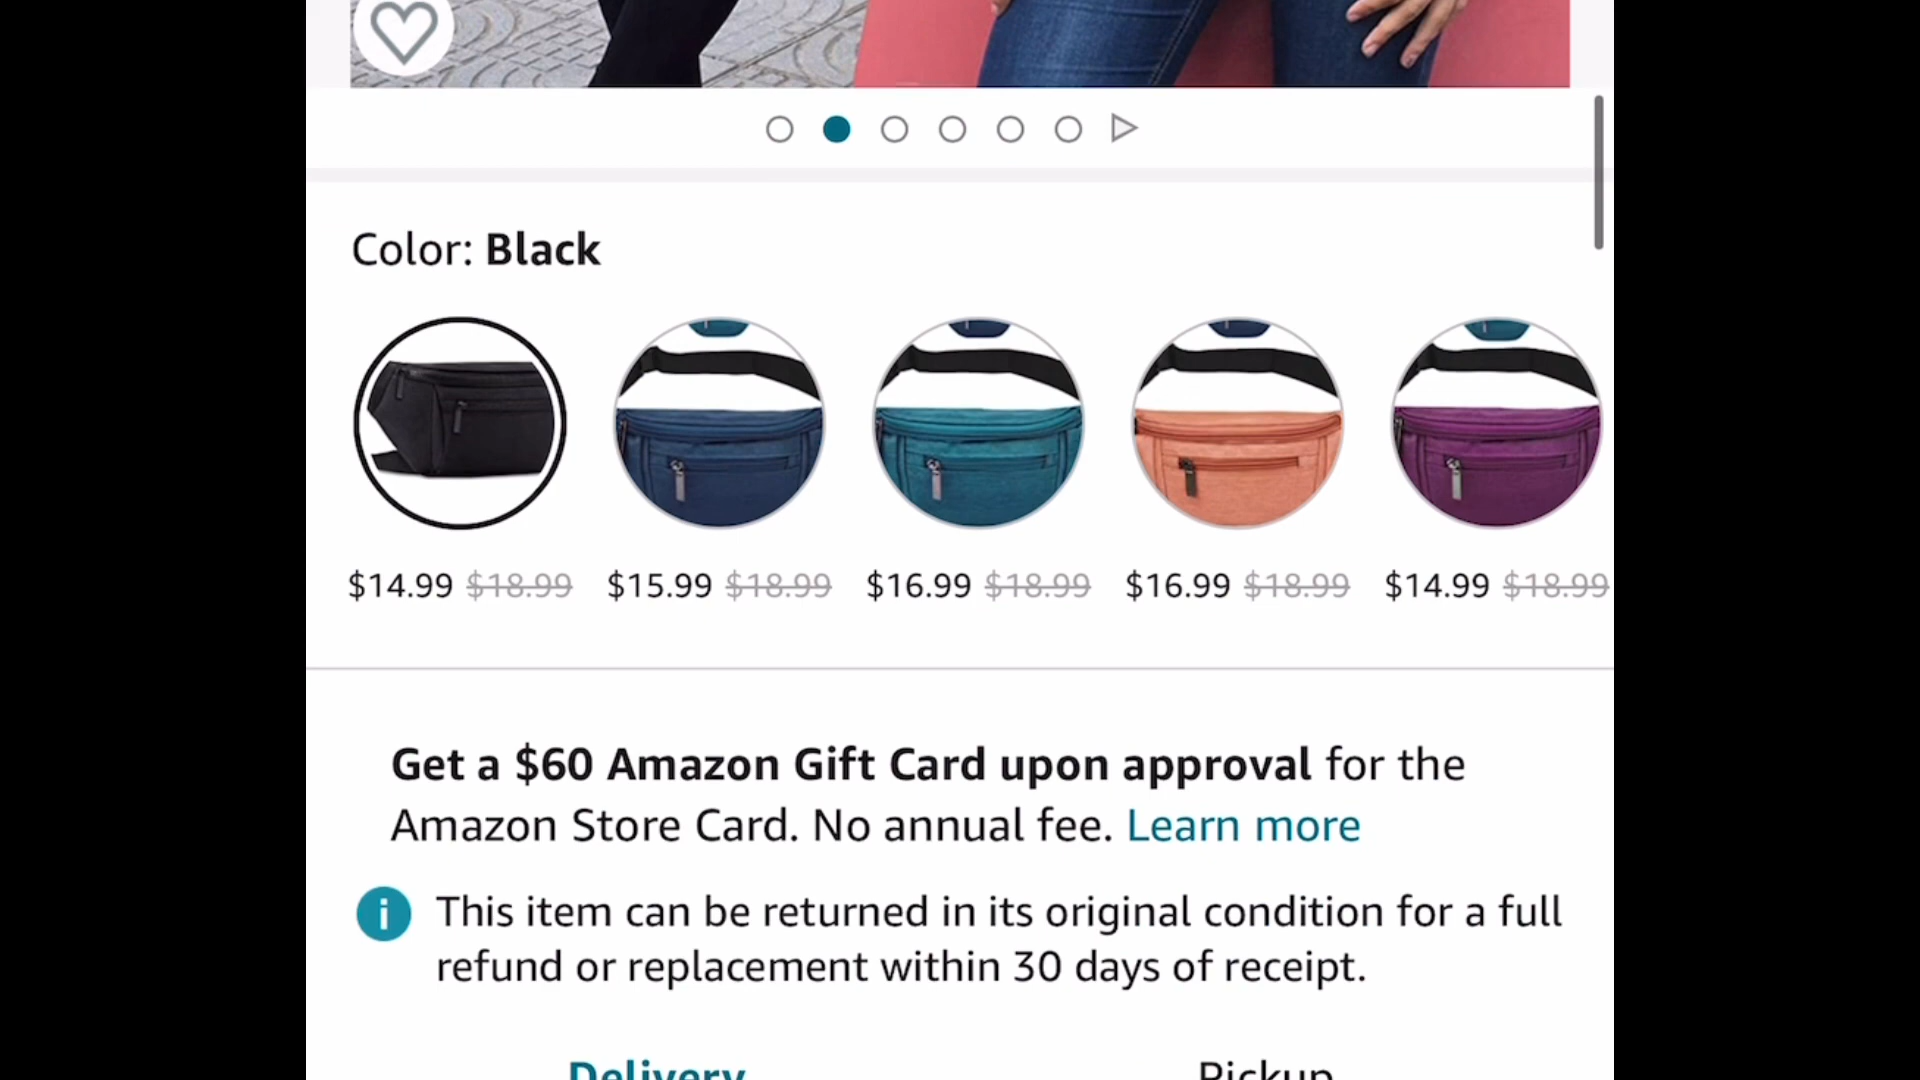 Color: Black
$14.99 $18.99 $15.99 $18.99 $16.99 $18.99 $16.99 $18.99 $14.99 $18.99
Get a $60 Amazon Gift Card upon approval for the
Amazon Store Card. No annual fee. Learn more
i This item can be returned in its original condition for a full
refund or replacement within 30 days of receipt.
Delivery Pickup